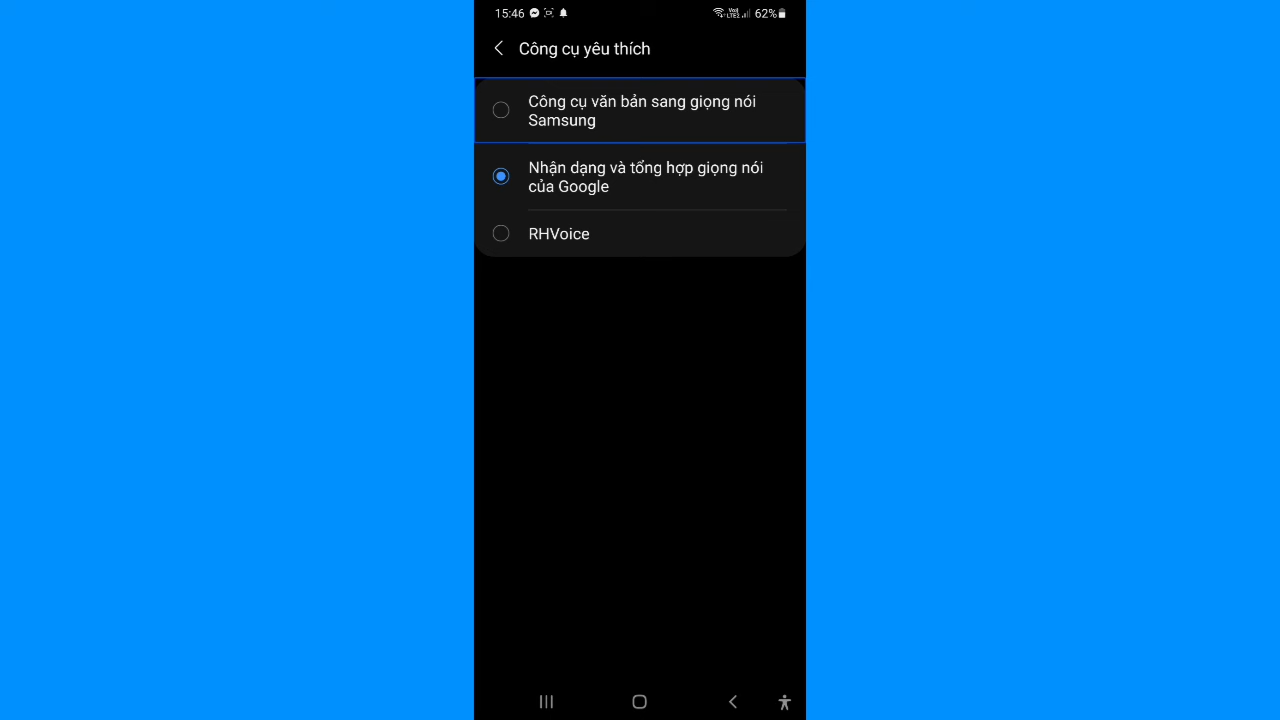 15:46 62%
Công cụ yêu thích
Công cụ văn bản sang giọng nói
Samsung
Nhận dạng và tổng hợp giọng nói
của Google
RHVoice